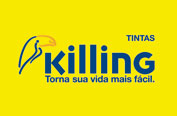 TINTAS
Killing
Torna sua vida mais fácil.